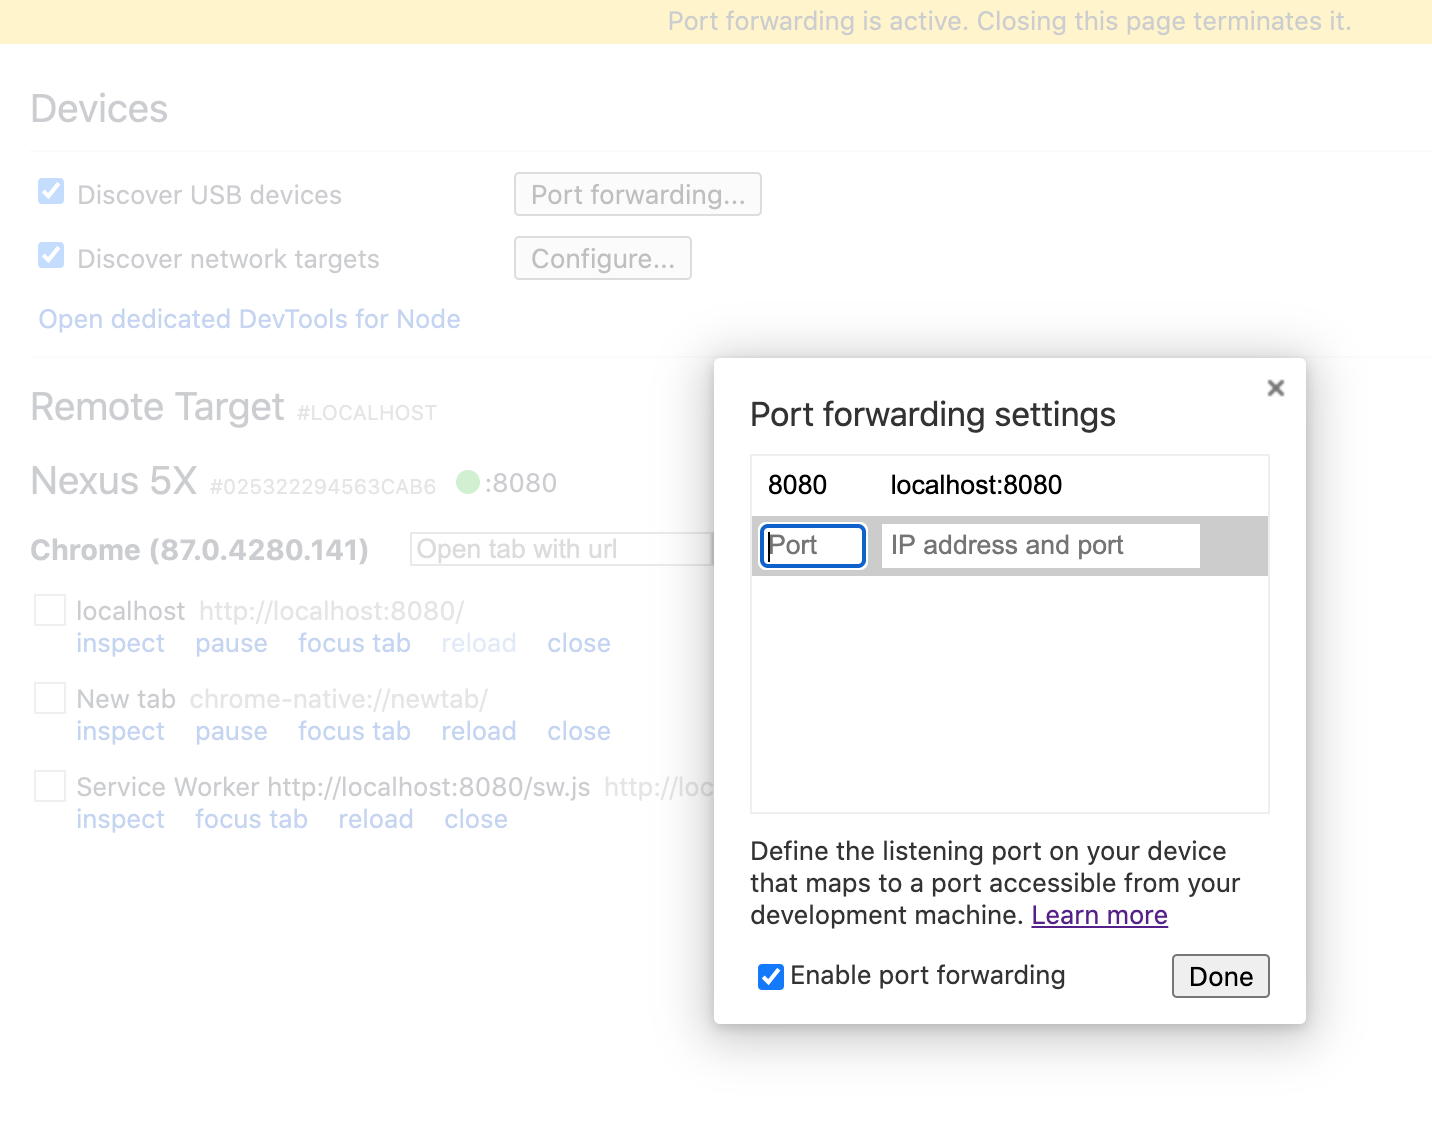 Port forwarding is active. Closing this page terminates it.
Devices
Discover USB devices
Port forwarding...
Discover network targets
Configure...
Open dedicated DevTools for Node
Remote Target #LOCALHOST
Nexus 5X #025322294563CAB6 :8080
Chrome (87.0.4280.141) Open tab with url
localhost http://localhost:8080/
inspect pause focus tab reload close
New tab chrome-native://newtab/
inspect pause focus tab reload close
Service Worker http://localhost:8080/sw.js http://loc
inspect focus tab reload close
Port forwarding settings
8080 localhost:8080
Port IP address and port
Define the listening port on your device
that maps to a port accessible from your
development machine. Learn more
Enable port forwarding
Done